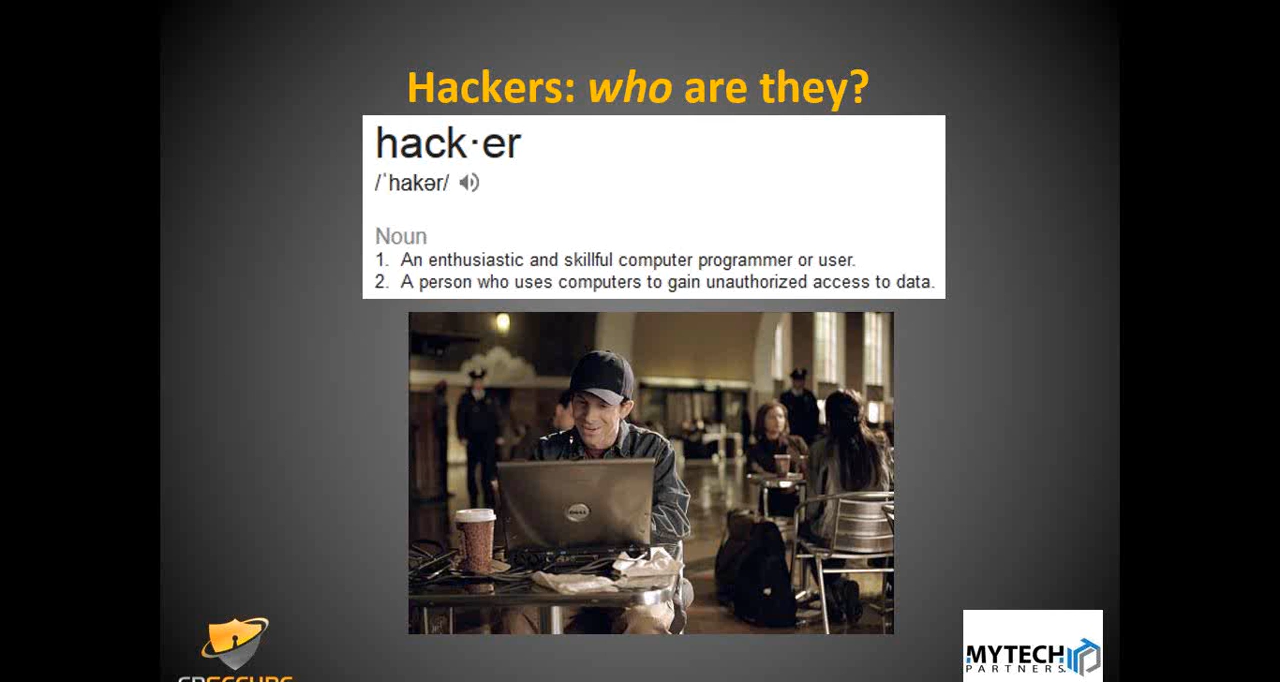 Hackers: who are they?
hack·er
/ˈhakər/
Noun
1. An enthusiastic and skillful computer programmer or user.
2. A person who uses computers to gain unauthorized access to data.
DELL
MYTECH
PARTNERS